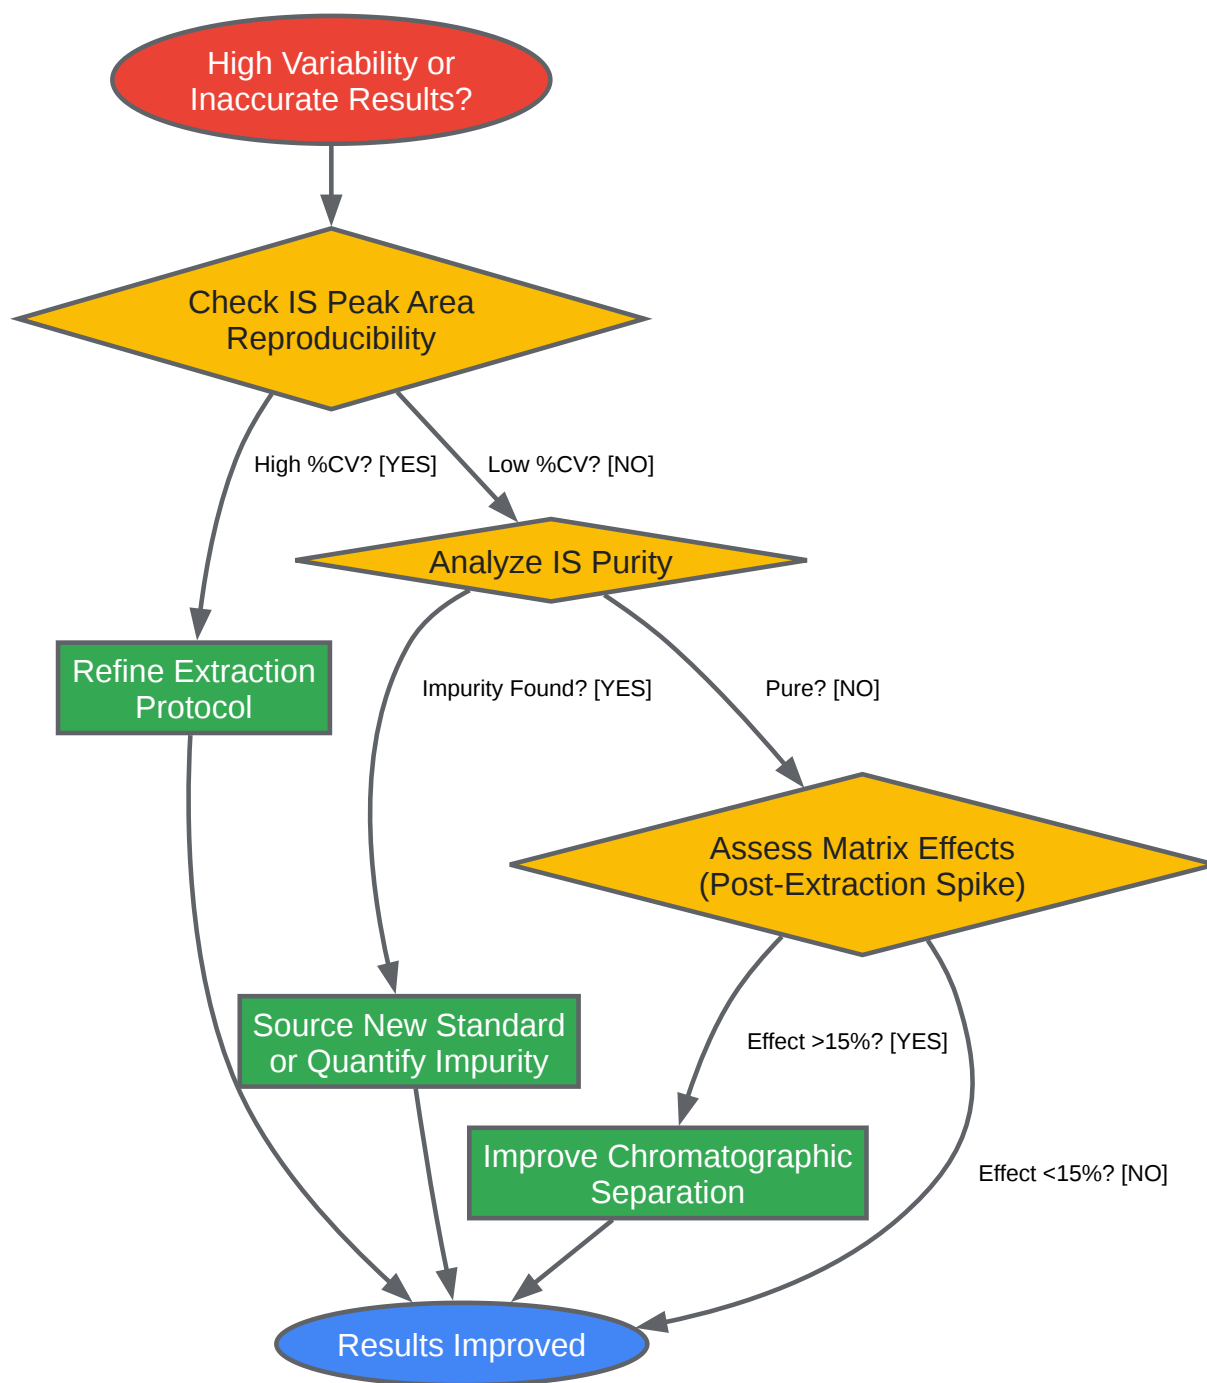 High Variability or
Inaccurate Results?
Check IS Peak Area
Reproducibility
High %CV? [YES]
Low %CV? [NO]
Analyze IS Purity
Refine Extraction
Protocol
Impurity Found? [YES]
Pure? [NO]
Assess Matrix Effects
(Post-Extraction Spike)
Source New Standard
or Quantify Impurity
Effect >15%? [YES]
Improve Chromatographic
Separation
Effect <15%? [NO]
Results Improved